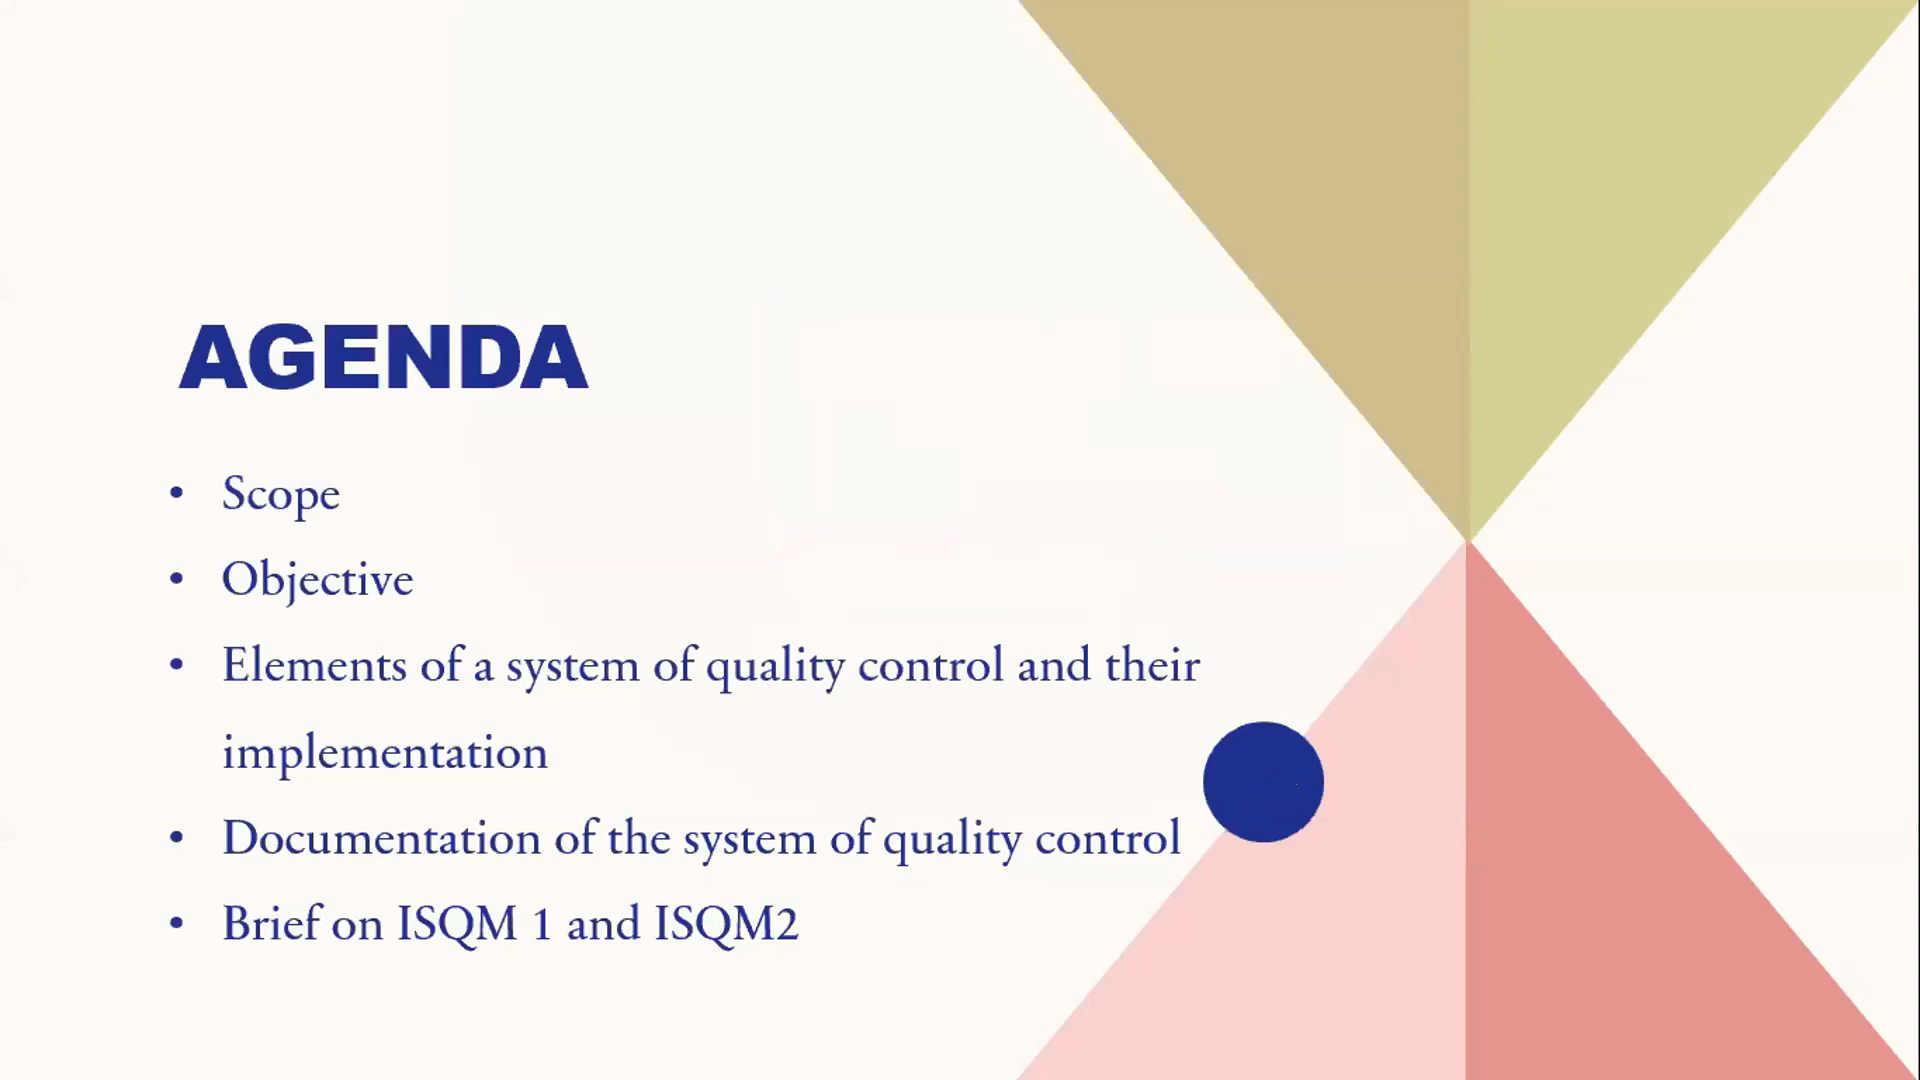 AGENDA
• Scope
• Objective
• Elements of a system of quality control and their
implementation
• Documentation of the system of quality control
• Brief on ISQM 1 and ISQM2